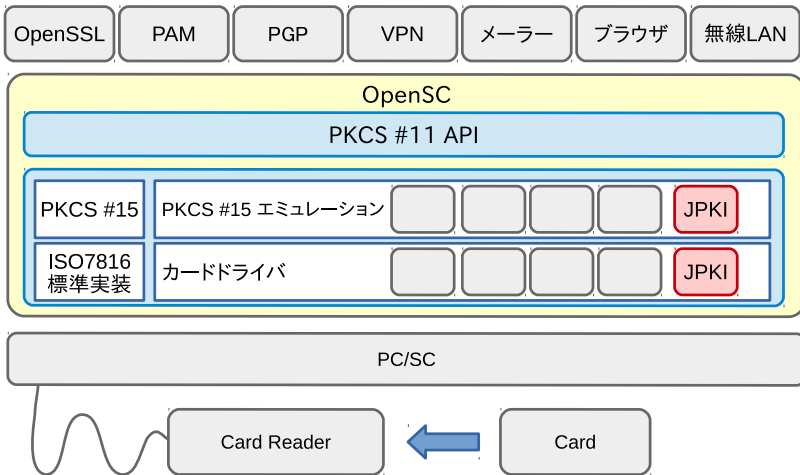 OpenSSL
PAM
PGP
VPN
メーラー
ブラウザ
無線LAN
OpenSC
PKCS #11 API
PKCS #15
PKCS #15 エミュレーション
JPKI
ISO7816
標準実装
カードドライバ
JPKI
PC/SC
Card Reader
Card